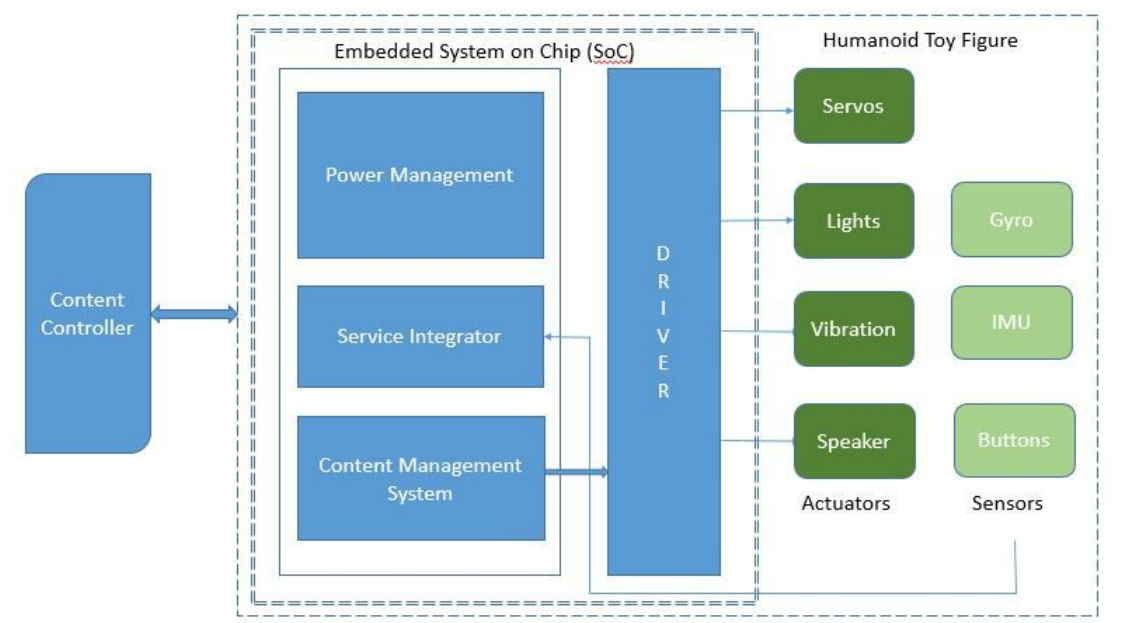 Embedded System on Chip (SoC)
Humanoid Toy Figure
Content
Controller
Power Management
Service Integrator
Content Management
System
D
R
I
V
E
R
Servos
Lights
Vibration
Speaker
Actuators
Gyro
IMU
Buttons
Sensors